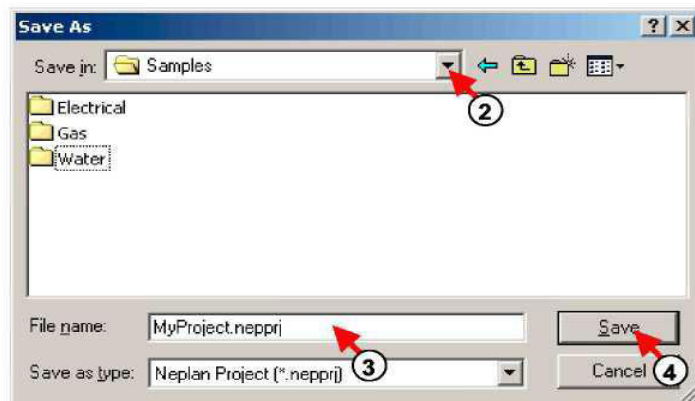 Save As
Save in: Samples
2
Electrical
Gas
Water
File name: MyProject.nepprj Save
3
Save as type: Neplan Project (*.nepprj) Cancel
4